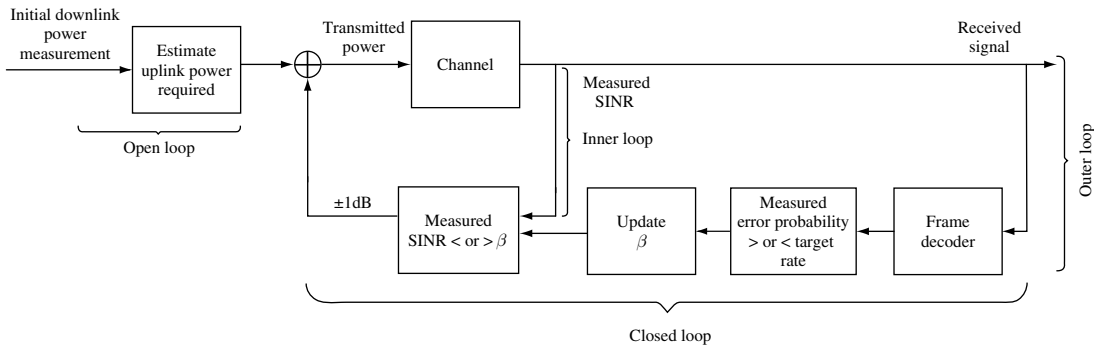 Initial downlink
power
measurement
Estimate
uplink power
required
Open loop
Transmitted
power
Channel
Received
signal
Measured
SINR
Inner loop
Outer loop
±1dB
Measured
SINR < or > β
Update
β
Measured
error probability
> or < target
rate
Frame
decoder
Closed loop